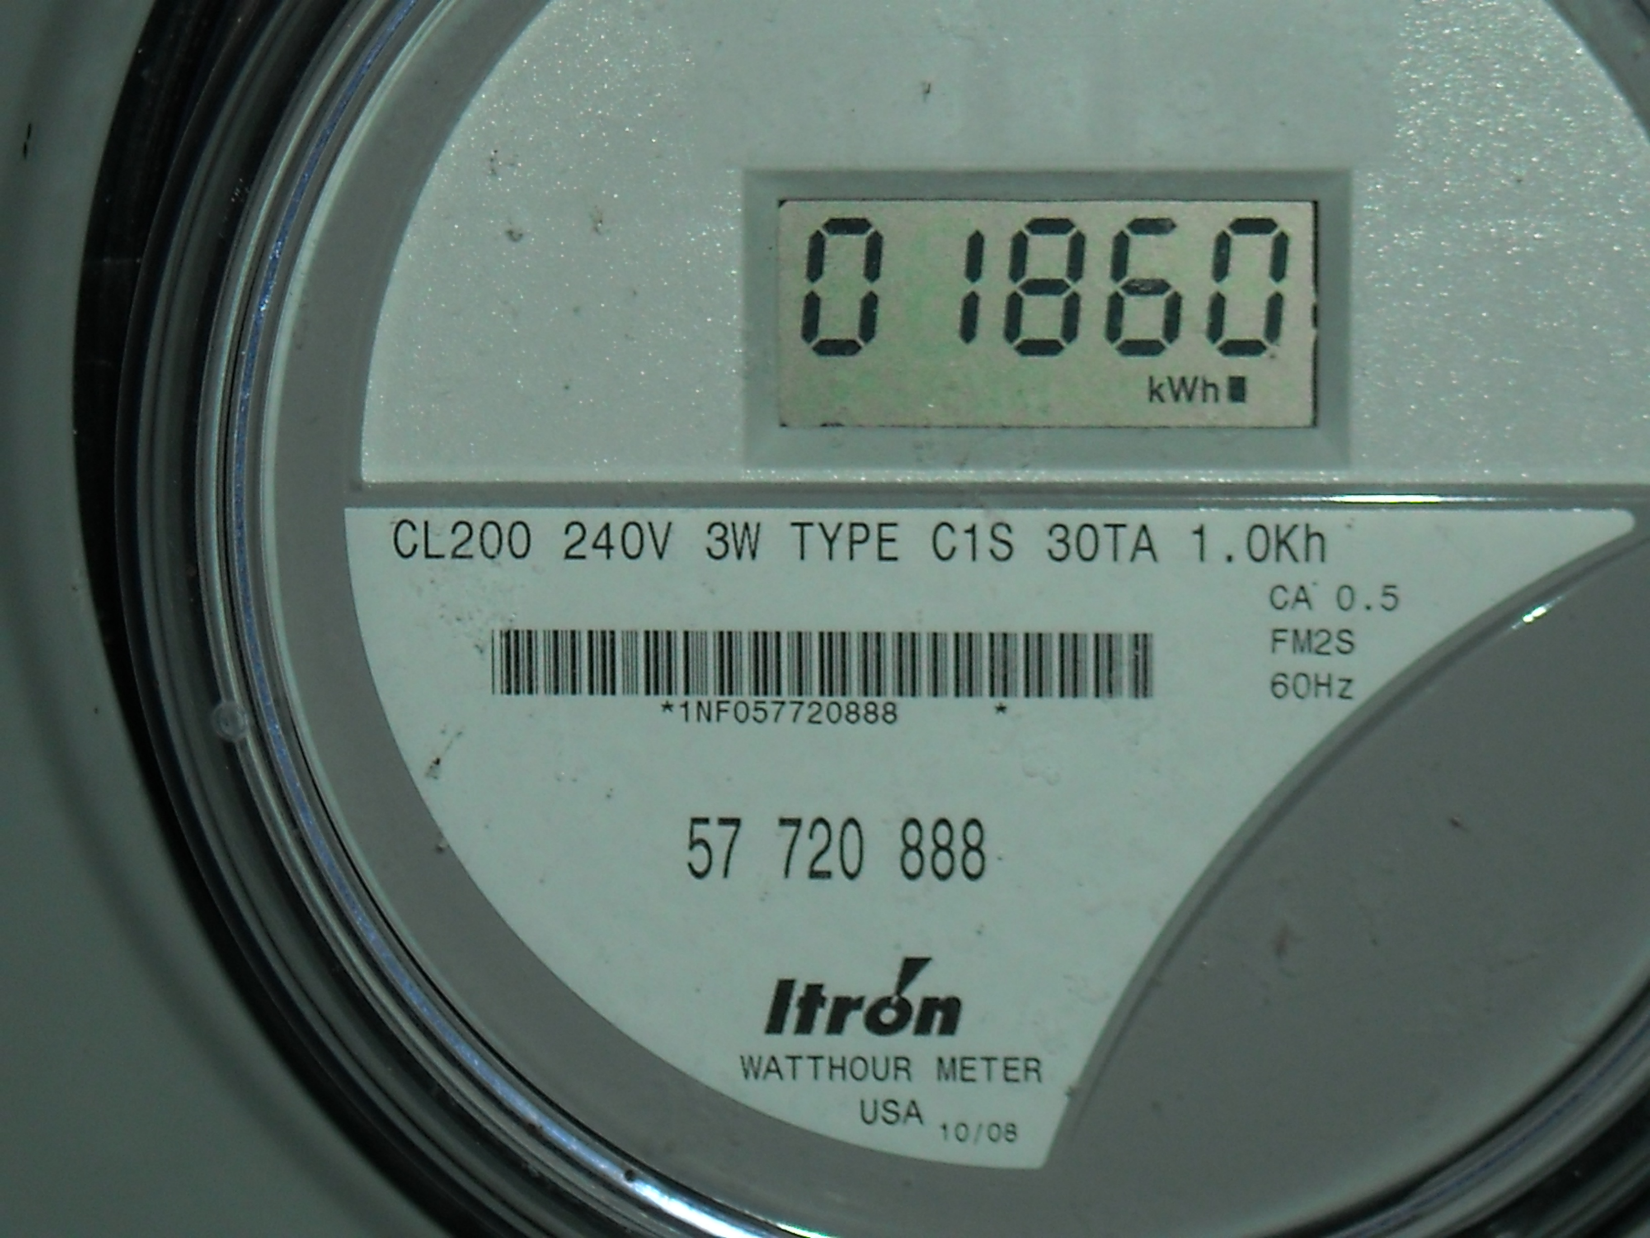 01860
kWh
CL200 240V 3W TYPE C1S 30TA 1.0Kh
CA 0.5
FM2S
60Hz
*1NF057720888 *
57 720 888
Itron
WATTHOUR METER
USA 10/08